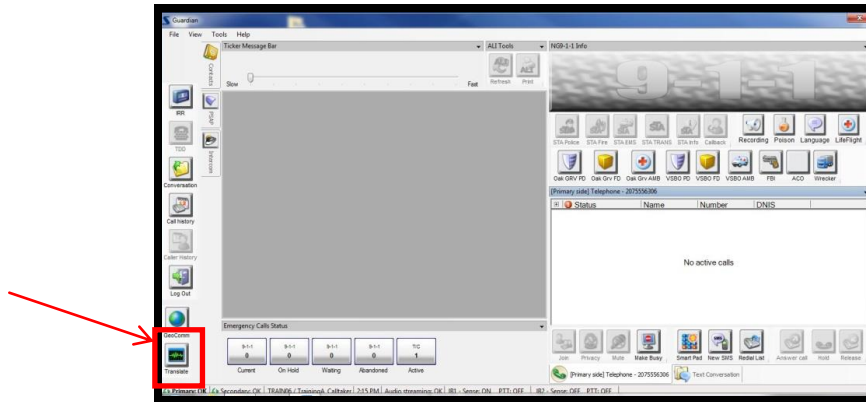 Guardian
File View Tools Help
Ticker Message Bar
ALI Tools
NG9-1-1 Info
Contacts
PSAP
Intercom
Slow
Fast
Refresh
Print
9-1-1
IRR
TDD
Conversation
Call History
Caller History
Log Out
GeoComm
Translate
STA Police STA Fire STA EMS STA TRANS STA Info Callback Recording Poison Language LifeFlight
Oak GRV PD Oak Grv FD Oak Grv AMB VSBO PD VSBO FD VSBO AMB FBI ACO Wrecker
[Primary side] Telephone - 2075556306
Status Name Number DNIS
No active calls
Emergency Calls Status
9-1-1 9-1-1 9-1-1 9-1-1 T/C
0 0 0 0 1
Current On Hold Waiting Abandoned Active
Join Privacy Mute Make Busy Smart Pad New SMS Redial List Answer call Hold Release
[Primary side] Telephone - 2075556306 Text Conversation
Primary: OK Secondary: OK TRAIN06 / TrainingA Calltaker 2:15 PM Audio streaming: OK IR1 - Sense: ON PTT: OFF IR2 - Sense: OFF PTT: OFF